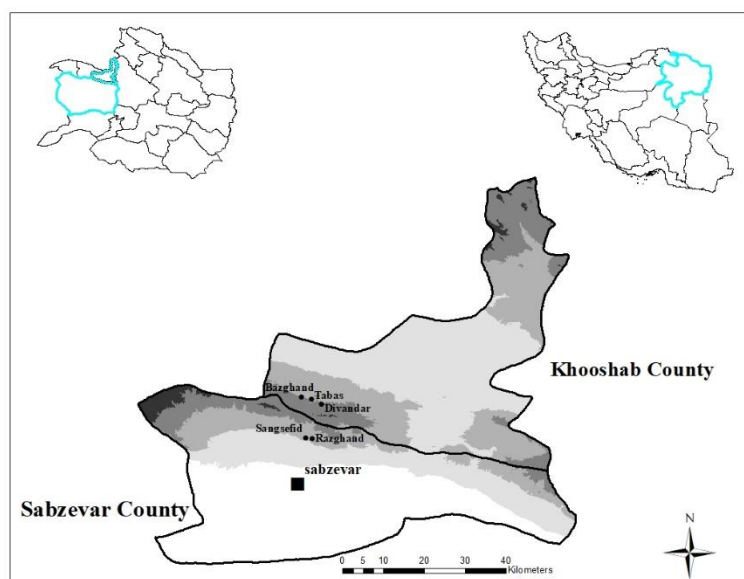 Khooshab County
Bazghand
Tabas
Divandar
Sangsefid
Razghand
sabzevar
Sabzevar County
N
0 5 10 20 30 40
Kilometers